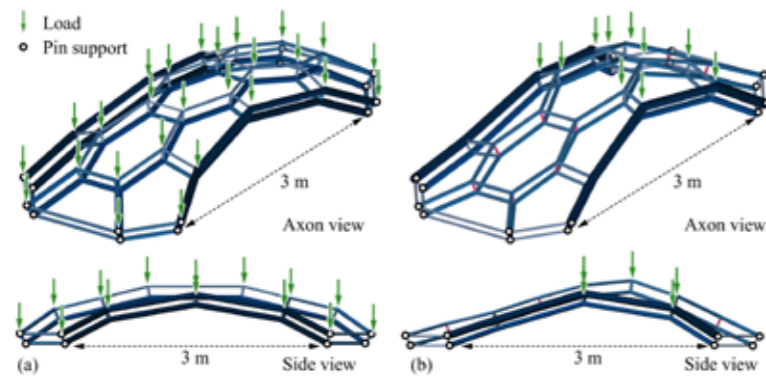 Load
Pin support
3 m
Axon view
3 m
(a)
Side view
3 m
Axon view
3 m
(b)
Side view